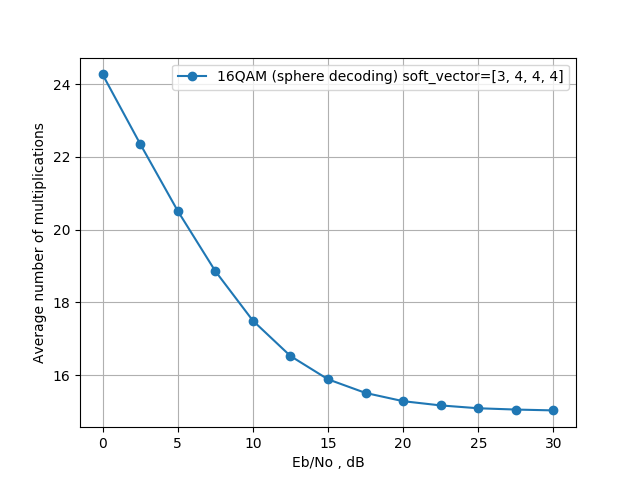 16QAM (sphere decoding) soft_vector=[3, 4, 4, 4]
24
22
20
18
16
Average number of multiplications
0 5 10 15 20 25 30
Eb/No , dB